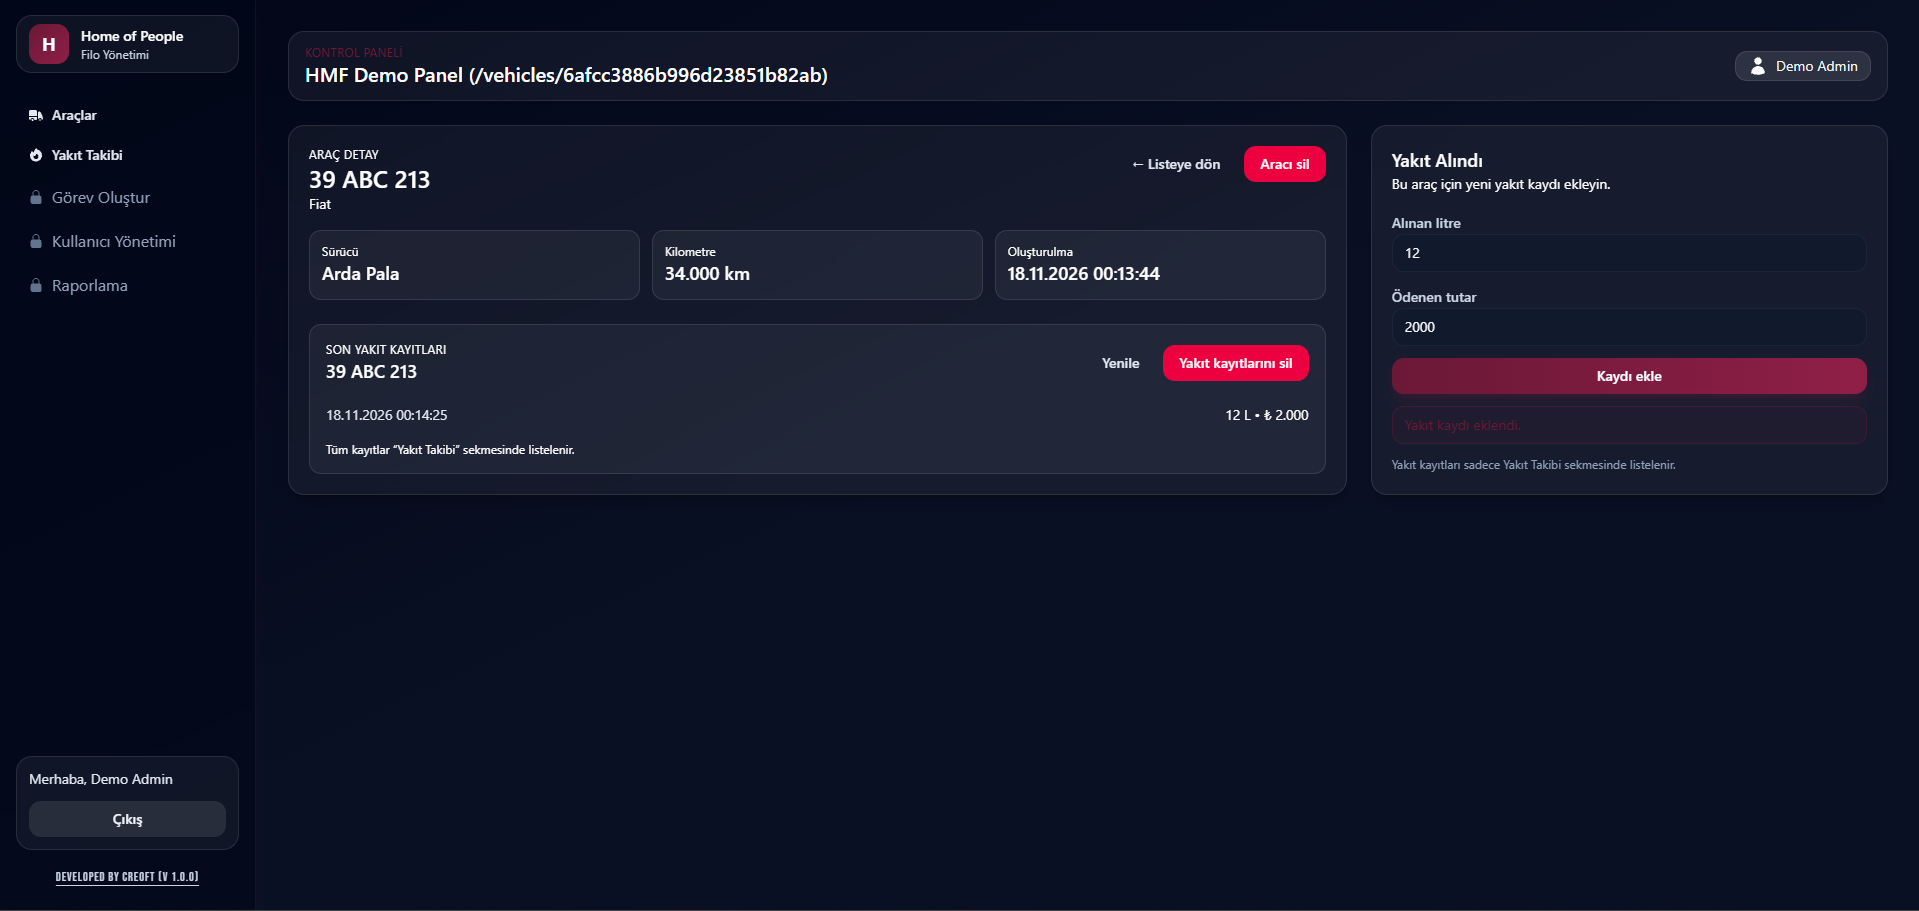 H
Home of People
Filo Yönetimi
Araçlar
Yakıt Takibi
Görev Oluştur
Kullanıcı Yönetimi
Raporlama
Merhaba, Demo Admin
Çıkış
DEVELOPED BY CREOFT (V 1.0.0)
KONTROL PANELİ
HMF Demo Panel (/vehicles/6afcc3886b996d23851b82ab)
Demo Admin
ARAÇ DETAY
39 ABC 213
Fiat
← Listeye dön
Aracı sil
Sürücü
Arda Pala
Kilometre
34.000 km
Oluşturulma
18.11.2026 00:13:44
SON YAKIT KAYITLARI
39 ABC 213
Yenile
Yakıt kayıtlarını sil
18.11.2026 00:14:25
12 L • ₺ 2.000
Tüm kayıtlar “Yakıt Takibi” sekmesinde listelenir.
Yakıt Alındı
Bu araç için yeni yakıt kaydı ekleyin.
Alınan litre
12
Ödenen tutar
2000
Kaydı ekle
Yakıt kaydı eklendi.
Yakıt kayıtları sadece Yakıt Takibi sekmesinde listelenir.